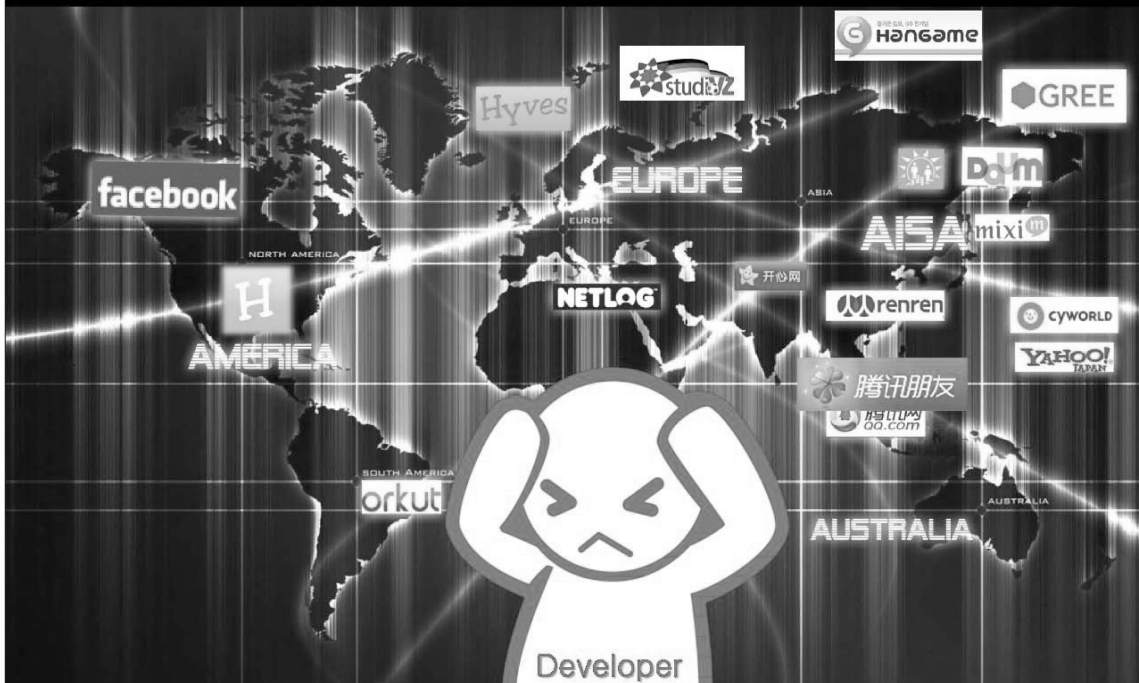 Hangame
studiVZ
GREE
Hyves
facebook
EUROPE
Daum
ASIA
AISA
mixi m
EUROPE
NORTH AMERICA
开心网
H
NETLOG
renren
CYWORLD
AMERICA
YAHOO!
JAPAN
腾讯朋友
腾讯网
QQ.com
SOUTH AMERICA
orkut
AUSTRALIA
AUSTRALIA
Developer